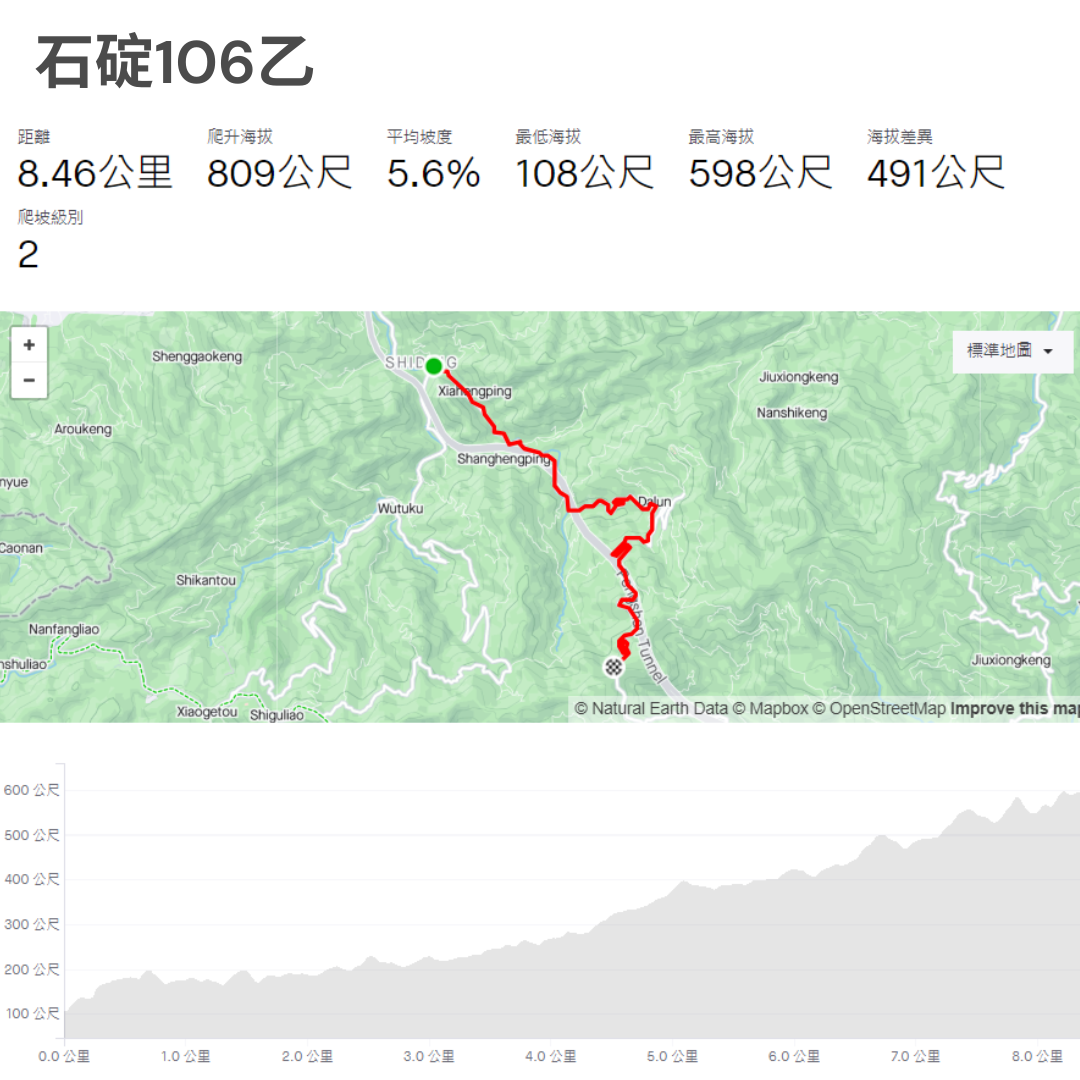 石碇106乙
距離 爬升海拔 平均坡度 最低海拔 最高海拔 海拔差異
8.46公里 809公尺 5.6% 108公尺 598公尺 491公尺
爬坡級別
2
+
−
標準地圖
Shenggaokeng
Xiahengping
Jiuxiongkeng
Nanshikeng
Aroukeng
Shanghengping
nyue
Wutuku
Dalun
Caonan
Shikantou
Nanfangliao
nshuliao
Tunnel
Jiuxiongkeng
Xiaogetou
Shiguliao
© Natural Earth Data © Mapbox © OpenStreetMap Improve this map
600 公尺
500 公尺
400 公尺
300 公尺
200 公尺
100 公尺
0.0 公里 1.0 公里 2.0 公里 3.0 公里 4.0 公里 5.0 公里 6.0 公里 7.0 公里 8.0 公里